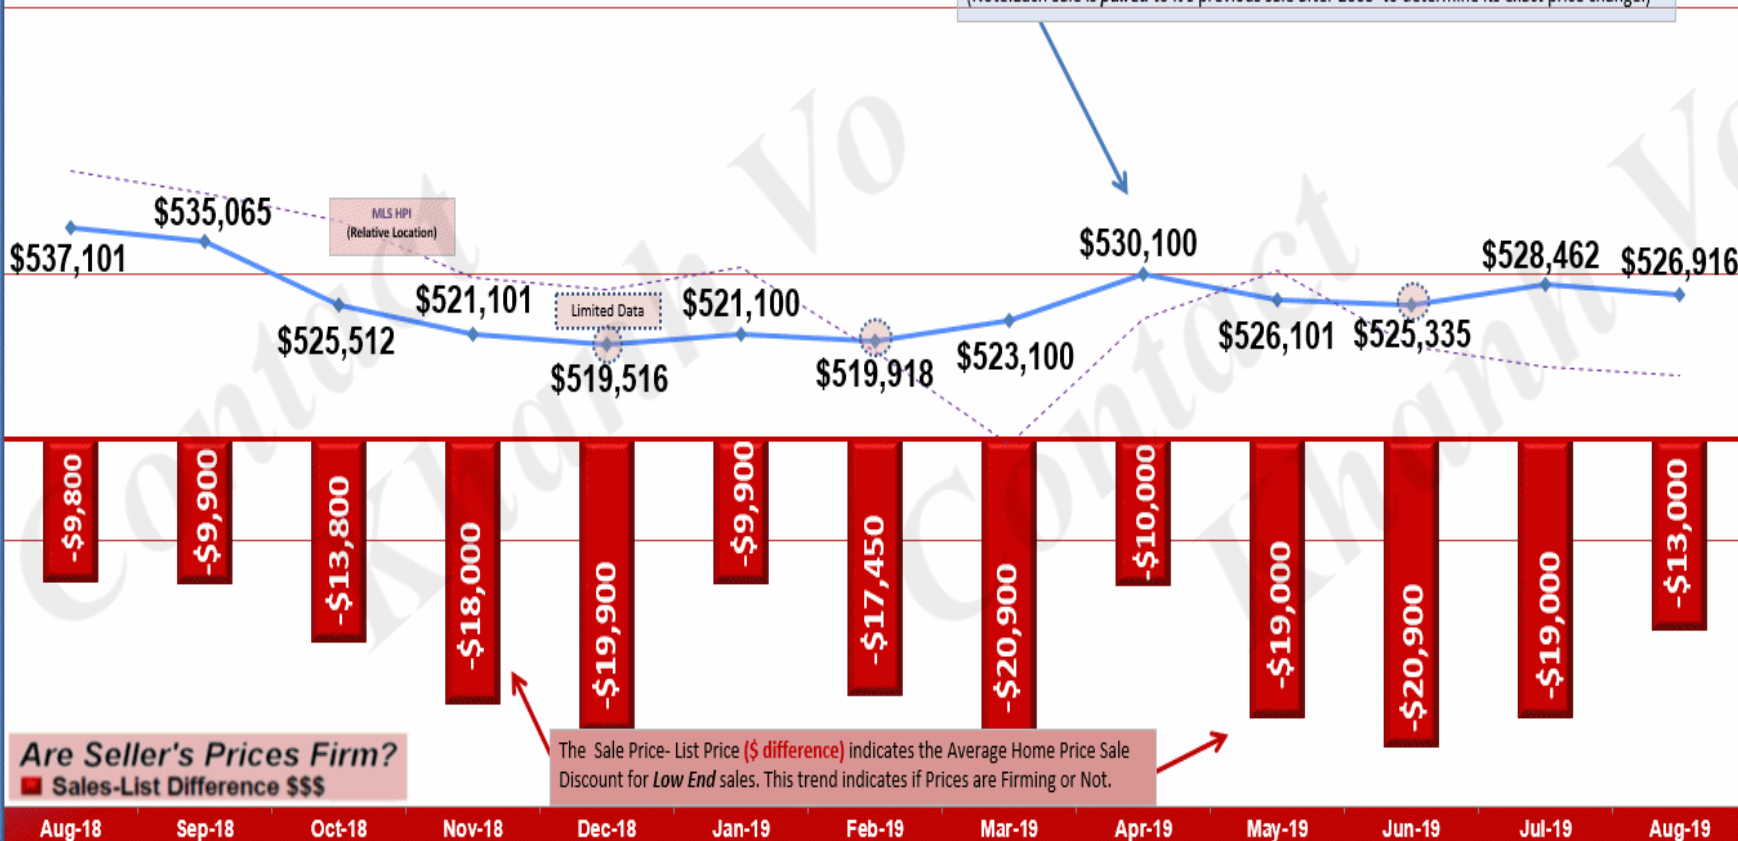 $537,101
$535,065
$525,512
$521,101
$519,516
$521,100
$519,918
$523,100
$530,100
$526,101
$525,335
$528,462
$526,916
MLS HPI
(Relative Location)
Limited Data
Contact
Khanh Vo
Contact
Khanh Vo
-$9,800
-$9,900
-$13,800
-$18,000
-$19,900
-$9,900
-$17,450
-$20,900
-$10,000
-$19,000
-$20,900
-$19,000
-$13,000
Are Seller's Prices Firm?
Sales-List Difference $$$
The Sale Price- List Price ($ difference) indicates the Average Home Price Sale
Discount for Low End sales. This trend indicates if Prices are Firming or Not.
Aug-18 Sep-18 Oct-18 Nov-18 Dec-18 Jan-19 Feb-19 Mar-19 Apr-19 May-19 Jun-19 Jul-19 Aug-19